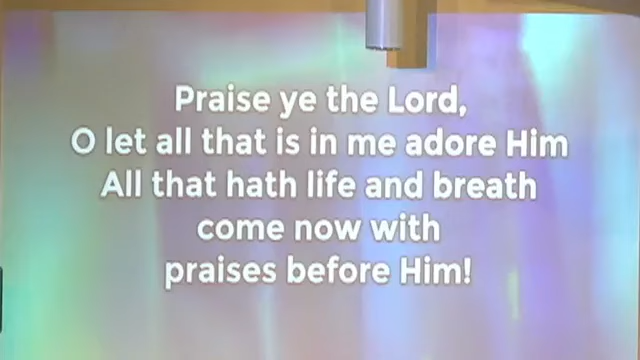 Praise ye the Lord,
O let all that is in me adore Him
All that hath life and breath
come now with
praises before Him!